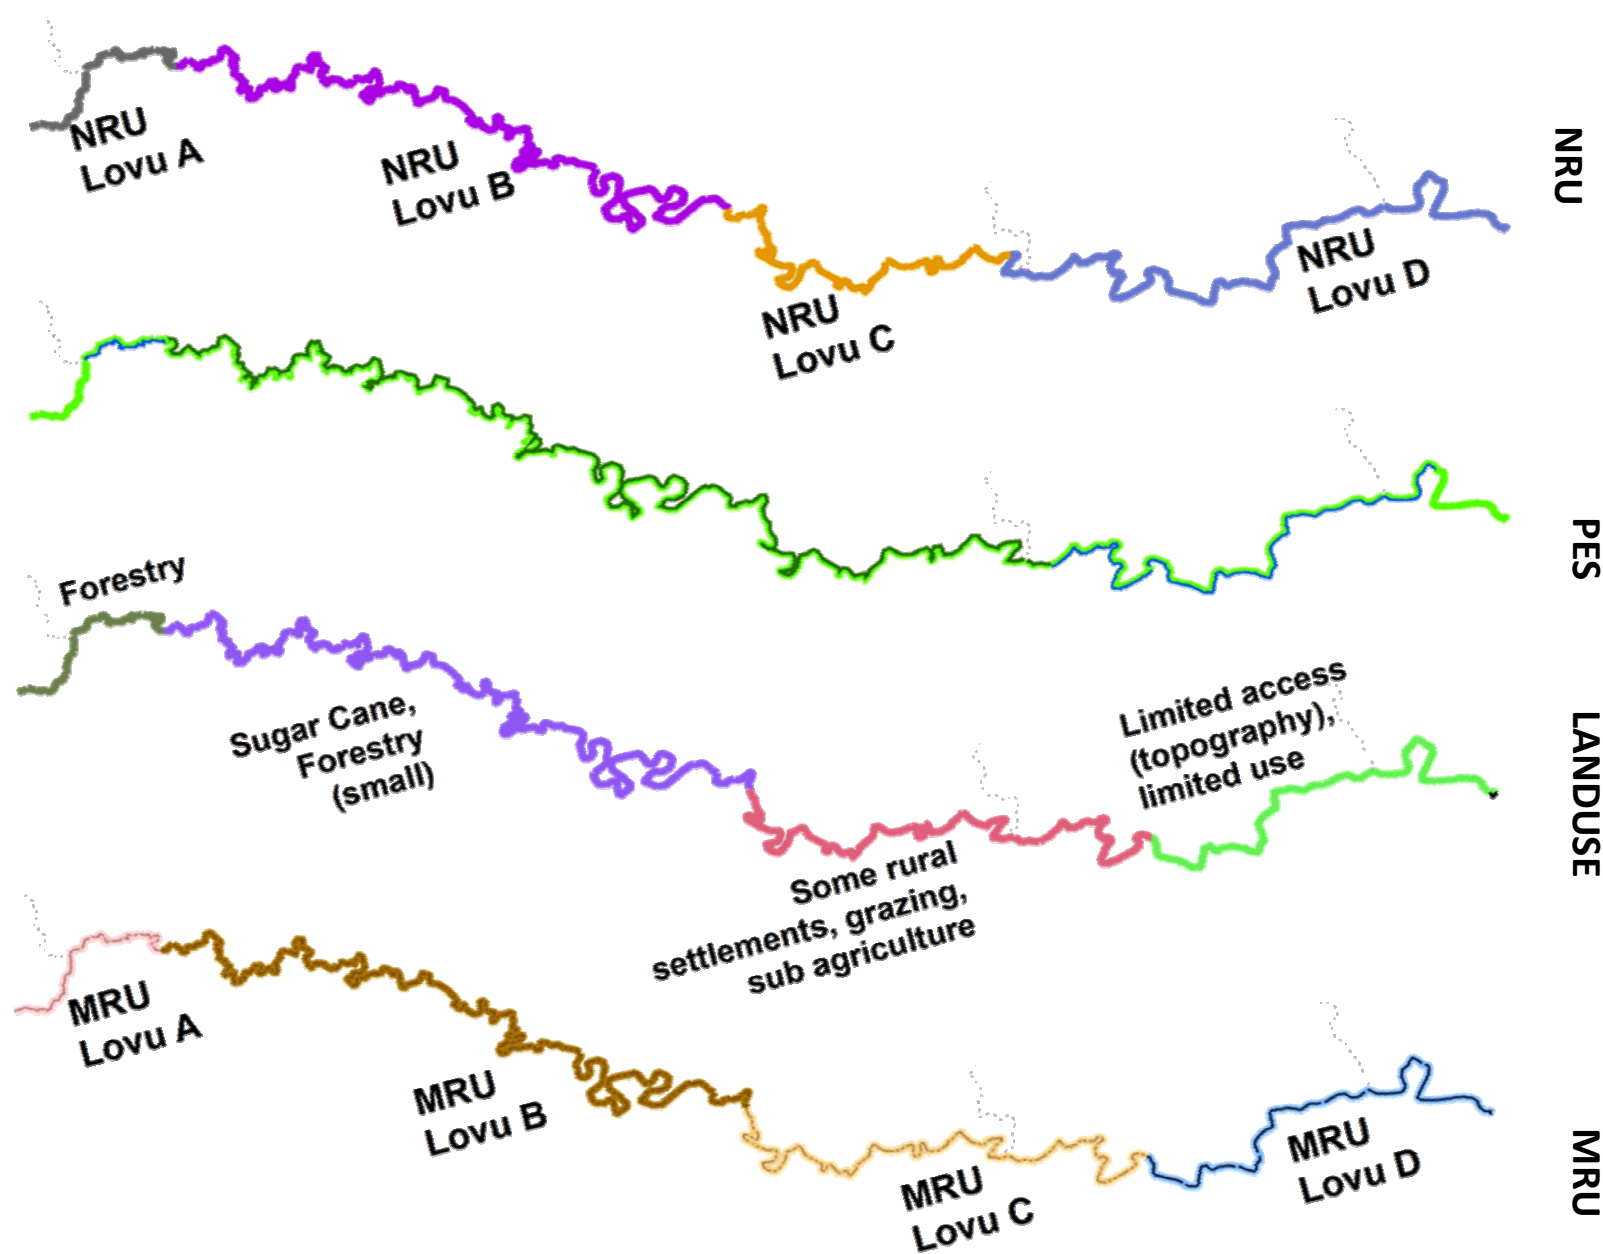 NRU
Lovu A
NRU
Lovu B
NRU
Lovu C
NRU
Lovu D
NRU
PES
Forestry
Sugar Cane,
Forestry
(small)
Some rural
settlements, grazing,
sub agriculture
Limited access
(topography),
limited use
LANDUSE
MRU
Lovu A
MRU
Lovu B
MRU
Lovu C
MRU
Lovu D
MRU